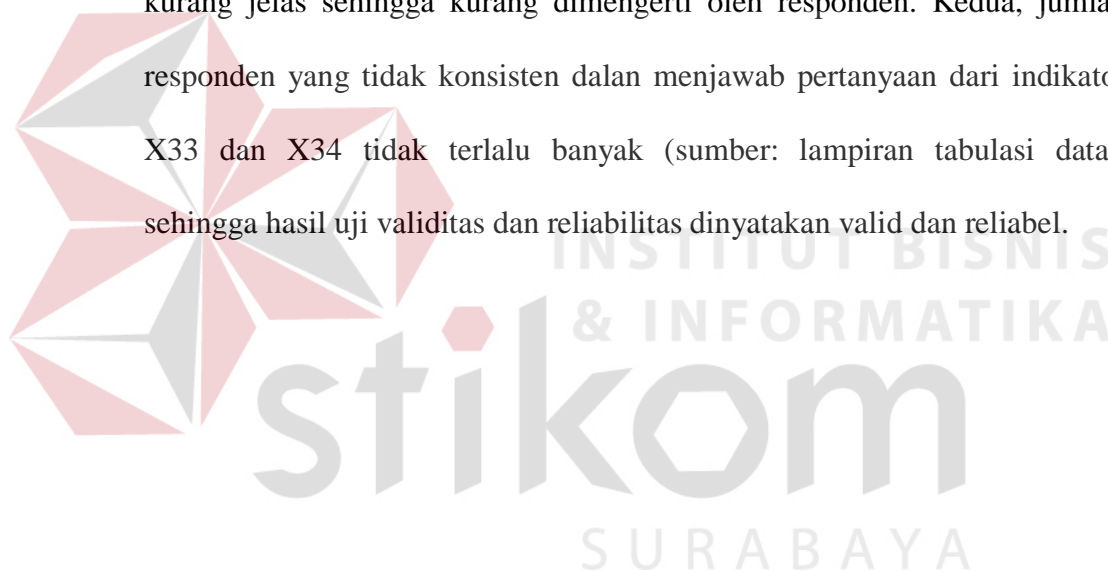 kurang jelas sehingga kurang dimengerti oleh responden. Kedua, jumla
responden yang tidak konsisten dalan menjawab pertanyaan dari indikato
X33 dan X34 tidak terlalu banyak (sumber: lampiran tabulasi data
sehingga hasil uji validitas dan reliabilitas dinyatakan valid dan reliabel.
INSTITUT BISNIS
& INFORMATIKA
stikom
SURABAYA